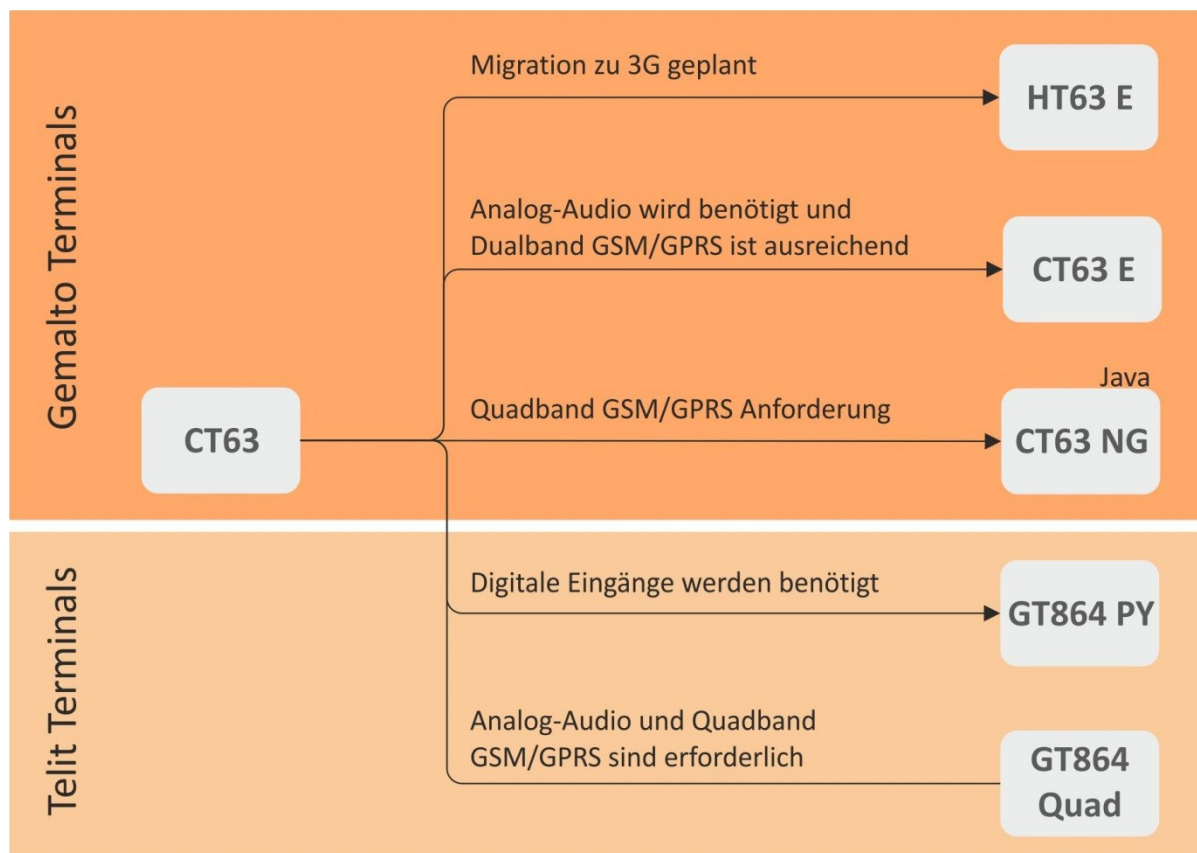 Gemalto Terminals
Migration zu 3G geplant
HT63 E
Analog-Audio wird benötigt und
Dualband GSM/GPRS ist ausreichend
CT63 E
Java
CT63
Quadband GSM/GPRS Anforderung
CT63 NG
Telit Terminals
Digitale Eingänge werden benötigt
GT864 PY
Analog-Audio und Quadband
GSM/GPRS sind erforderlich
GT864
Quad